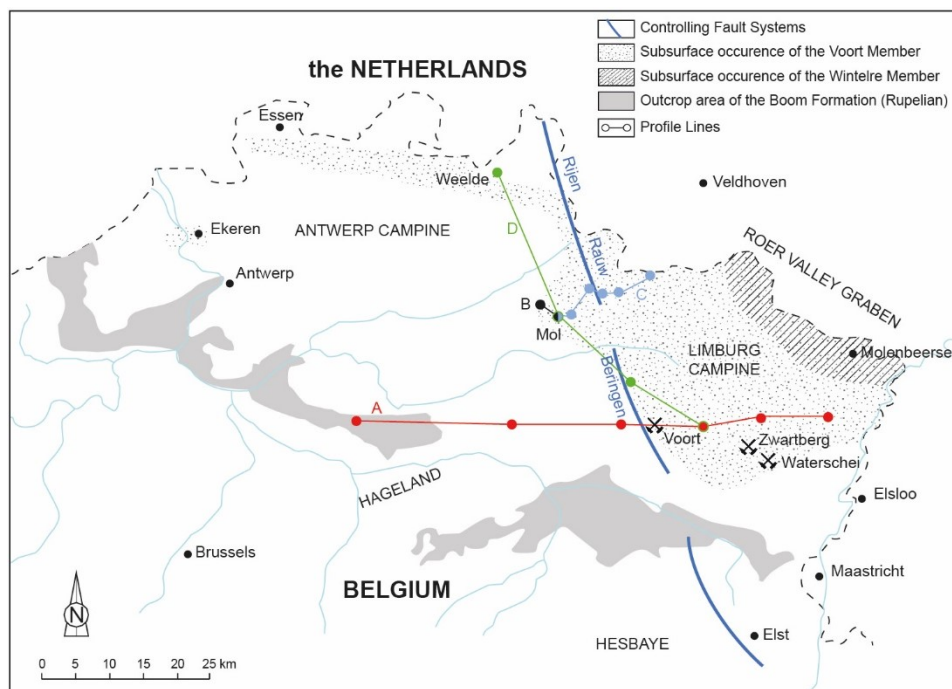 Controlling Fault Systems
Subsurface occurence of the Voort Member
Subsurface occurence of the Wintelre Member
Outcrop area of the Boom Formation (Rupelian)
Profile Lines
the NETHERLANDS
Essen
Weelde
Rijen
Veldhoven
Ekeren
ANTWERP CAMPINE
D
Rauw
ROER VALLEY GRABEN
Antwerp
C
B
Mol
LIMBURG
CAMPINE
Molenbeersel
Beringen
A
Voort
Zwartberg
Waterschei
HAGELAND
Elsloo
Brussels
BELGIUM
Maastricht
N
HESBAYE
Elst
0 5 10 15 20 25 km